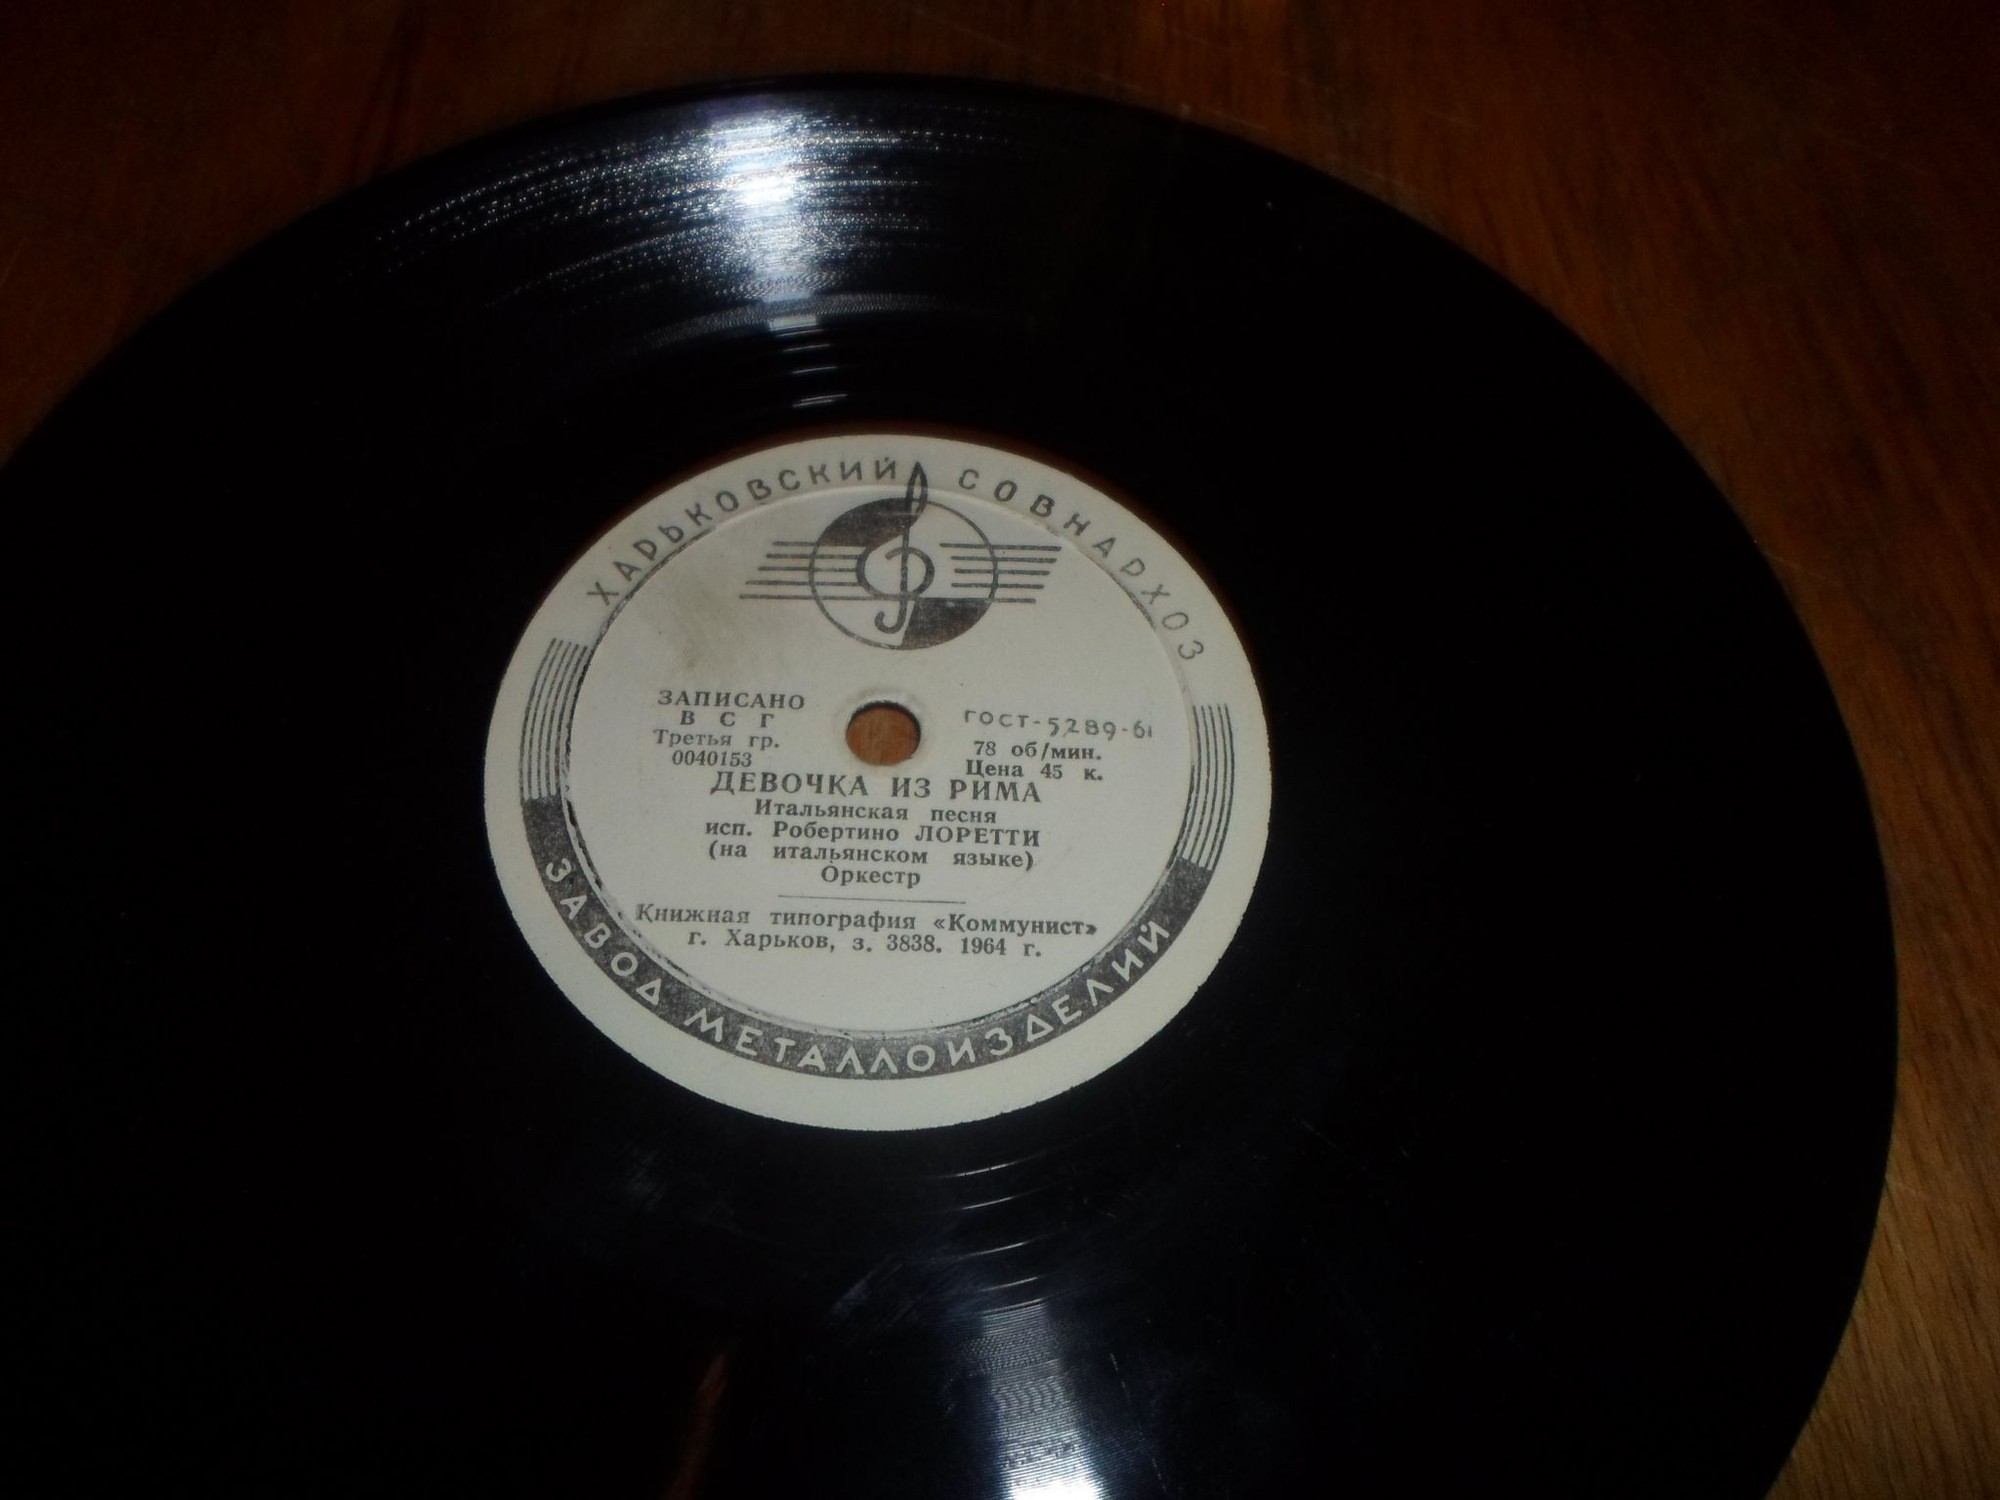 ХАРЬКОВСКИЙ СОВНАРХОЗ
ЗАПИСАНО
В С Г
Третья гр.
0040153
ГОСТ-5289-61
78 об/мин.
Цена 45 к.
ДЕВОЧКА ИЗ РИМА
Итальянская песня
исп. Робертино ЛОРЕТТИ
(на итальянском языке)
Оркестр
Книжная типография «Коммунист»
г. Харьков, з. 3838. 1964 г.
ЗАВОД МЕТАЛЛОИЗДЕЛИЙ